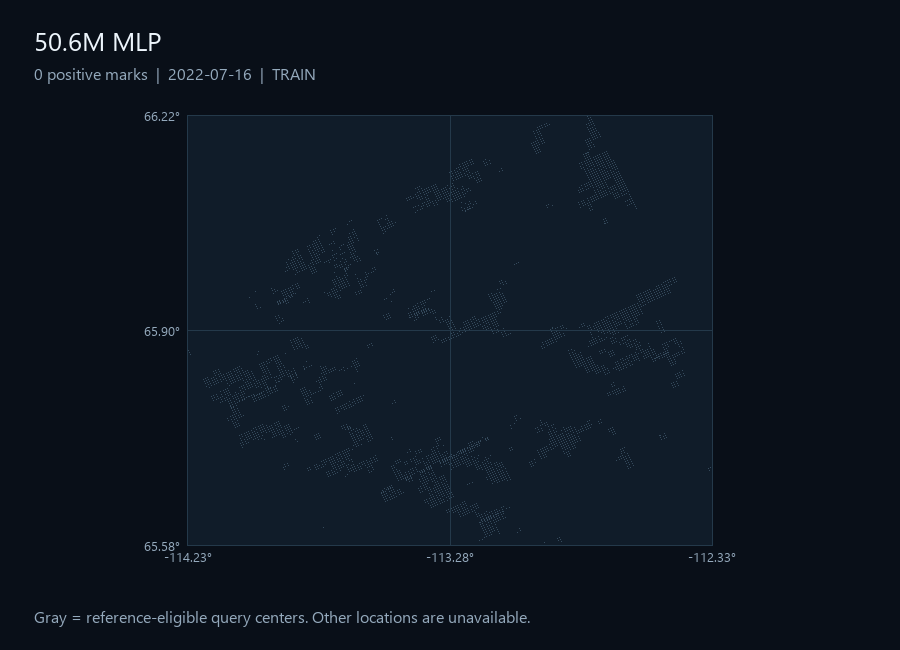 50.6M MLP
0 positive marks | 2022-07-16 | TRAIN
66.22°
65.90°
65.58°
-114.23°
-113.28°
-112.33°
Gray = reference-eligible query centers. Other locations are unavailable.